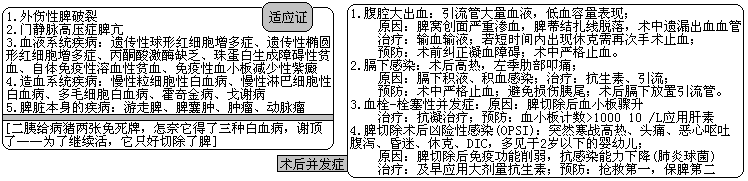 适应证
1.外伤性脾破裂
2.门静脉高压症脾亢
3.血液系统疾病：遗传性球形红细胞增多症、遗传性椭圆
形红细胞增多症、丙酮酸激酶缺乏、珠蛋白生成障碍性贫
血、自体免疫性溶血性贫血、免疫性血小板减少性紫癜
4.造血系统疾病：慢性粒细胞性白血病、慢性淋巴细胞性
白血病、多毛细胞白血病、霍奇金病、戈谢病
5.脾脏本身的疾病：游走脾、脾囊肿、肿瘤、动脉瘤
[二胰给病猪两张免死牌，怎奈它得了三种白血病，谢顶
了——为了继续活，它只好切除了脾]
术后并发症
1.腹腔大出血：引流管大量血液，低血容量表现；
原因：脾窝创面严重渗血，脾蒂结扎线脱落，术中遗漏出血血管
治疗：输血输液；若短时间内出现休克需再次手术止血；
预防：术前纠正凝血障碍；术中严格止血。
2.膈下感染：术后高热，左季肋部叩痛；
原因：膈下积液、积血感染；治疗：抗生素、引流；
预防：术中严格止血；避免损伤胰尾；术后膈下放置引流管。
3.血栓-栓塞性并发症：原因：脾切除后血小板骤升
治疗：抗凝治疗；预防：血小板计数>1000 10 /L应用肝素
4.脾切除术后凶险性感染(OPSI)：突然寒战高热、头痛、恶心呕吐
腹泻、昏迷、休克、DIC，多见于2岁以下的婴幼儿；
原因：脾切除后免疫功能削弱，抗感染能力下降(肺炎球菌)
治疗：及早应用大剂量抗生素；预防：抢救第一，保脾第二